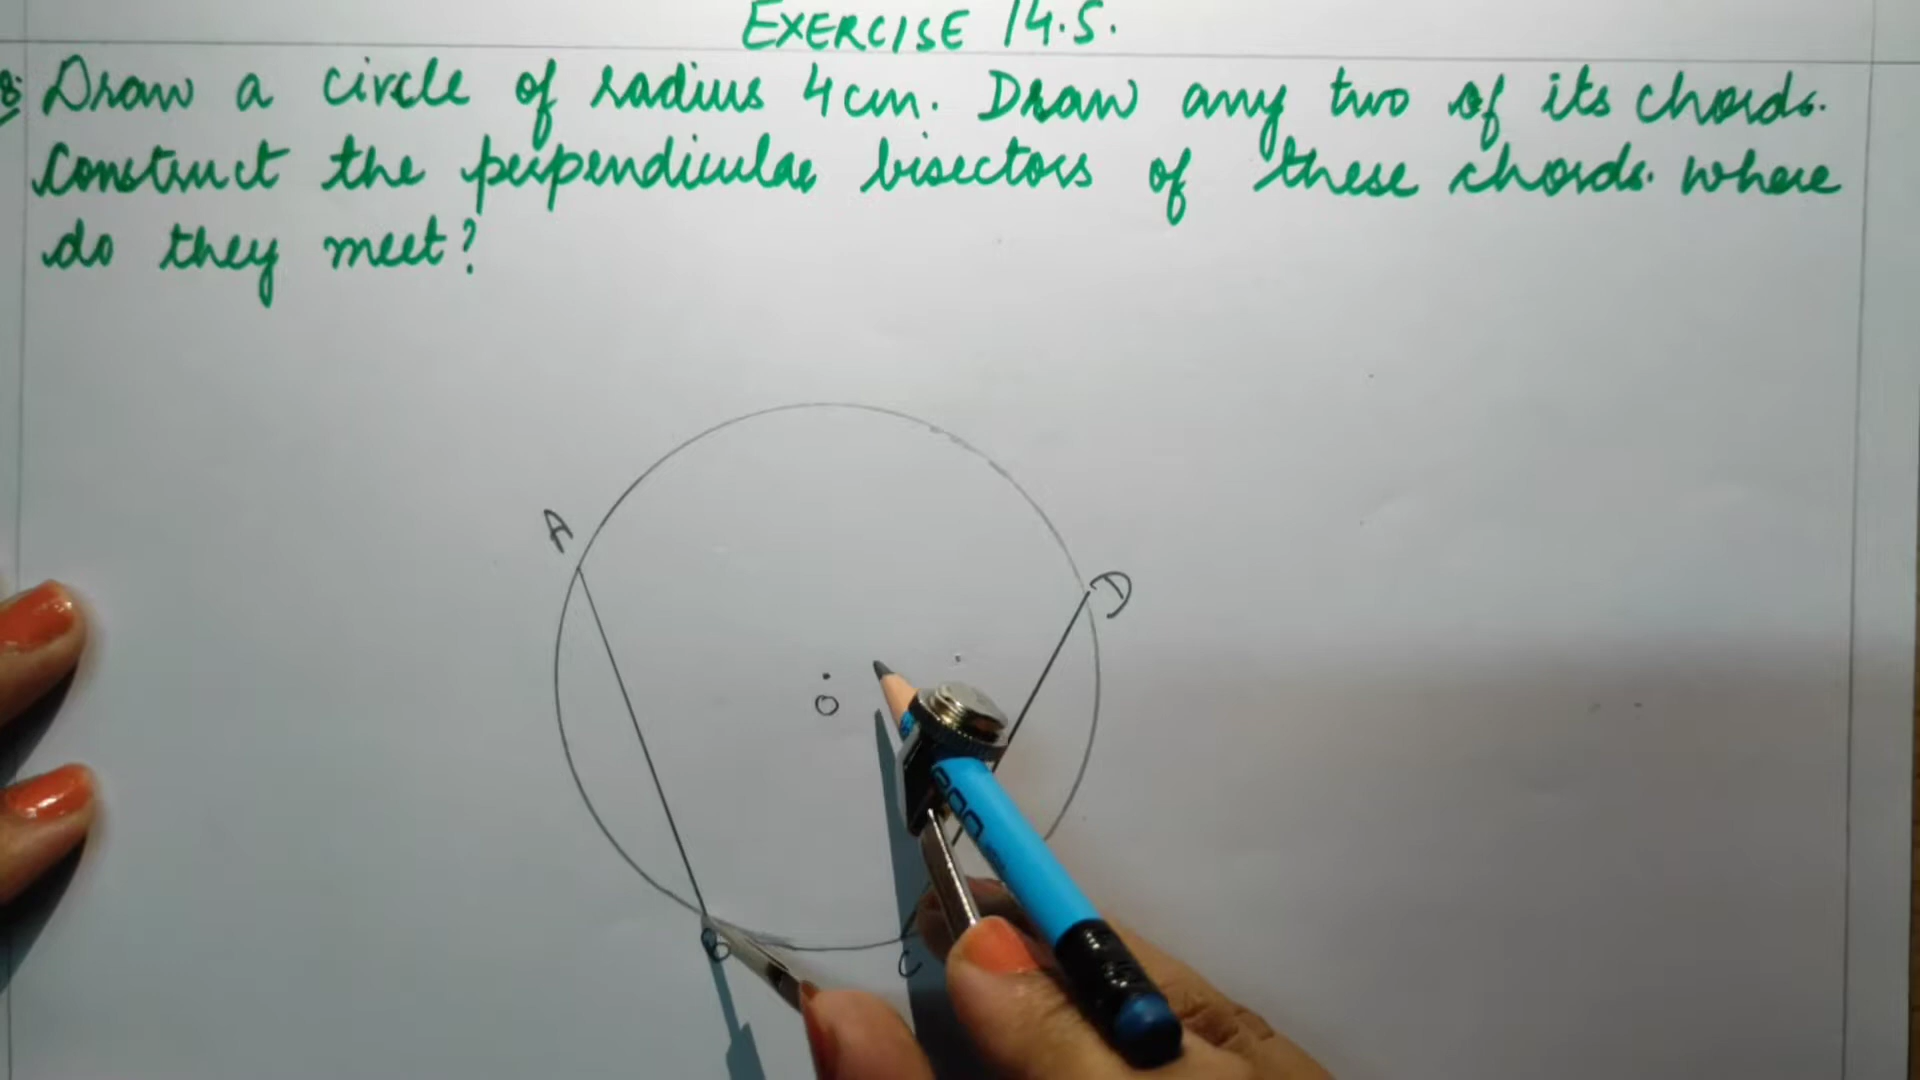 EXERCISE 14.5.
8. Draw a circle of radius 4cm. Draw any two of its chords.
Construct the perpendicular bisectors of these chords. where
do they meet?
A
D
O
B
C